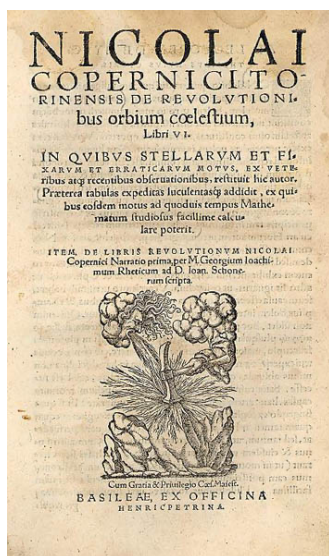 NICOLAI
COPERNICI TO-
RINENSIS DE REVOLVTIONI-
bus orbium cœlestium,
Libri VI.
IN QVIBVS STELLARVM ET FI-
XARVM ET ERRATICARVM MOTVS, EX VETE-
ribus atq; recentibus obseruationibus, restituit hic autor.
Præterea tabulas expeditas luculentasq; addidit, ex qui-
bus eosdem motus ad quoduis tempus Mathe-
matum studiosus facillime calcu-
lare poterit.
ITEM, DE LIBRIS REVOLVTIONVM NICOLAI
Copernici Narratio prima, per M. Georgium Ioachi-
mum Rheticum ad D. Ioan. Schone-
rum scripta.
Cum Gratia & Priuilegio Cæs. Maiest.
BASILEAE, EX OFFICINA
HENRICPETRINA.